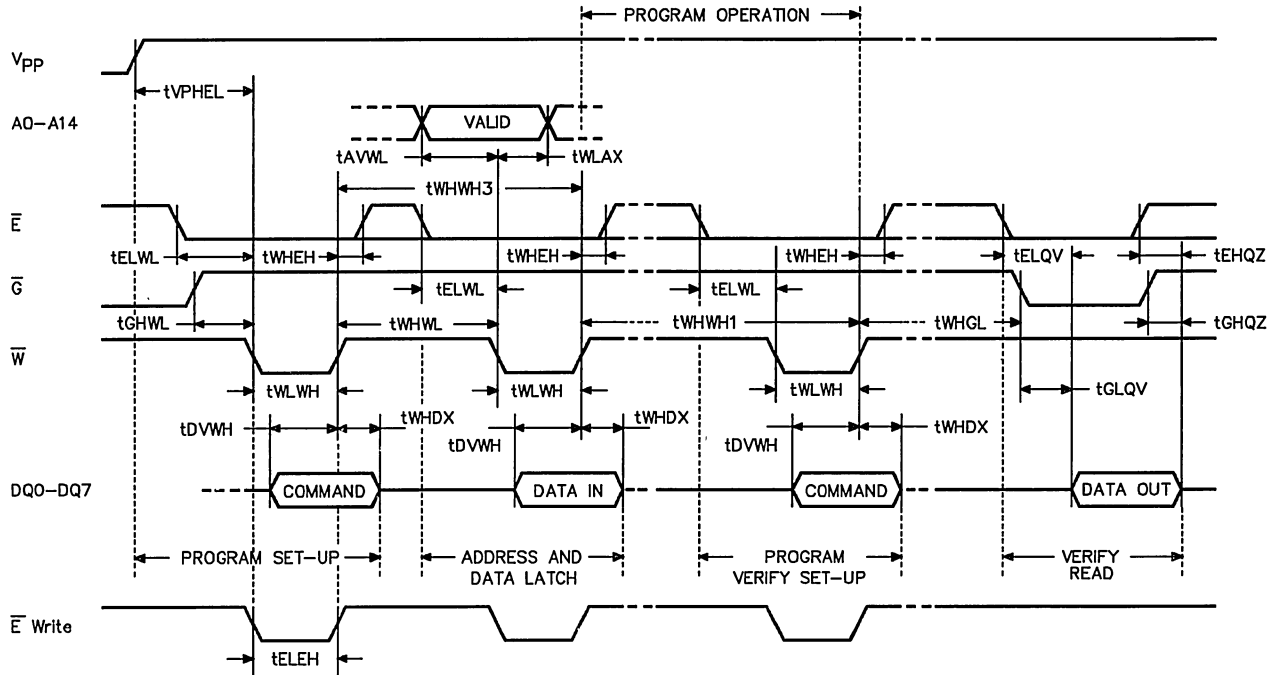 PROGRAM OPERATION
VPP
tVPHEL
A0-A14
VALID
tAVWL
tWLAX
tWHWH3
E
tELWL
tWHEH
tWHEH
tWHEH
tELQV
tEHQZ
G
tELWL
tELWL
tGHWL
tWHWL
tWHWH1
tWHGL
tGHQZ
W
tWLWH
tWLWH
tWLWH
tGLQV
tDVWH
tWHDX
tDVWH
tWHDX
tDVWH
tWHDX
DQ0-DQ7
COMMAND
DATA IN
COMMAND
DATA OUT
PROGRAM SET-UP
ADDRESS AND
DATA LATCH
PROGRAM
VERIFY SET-UP
VERIFY
READ
E Write
tELEH